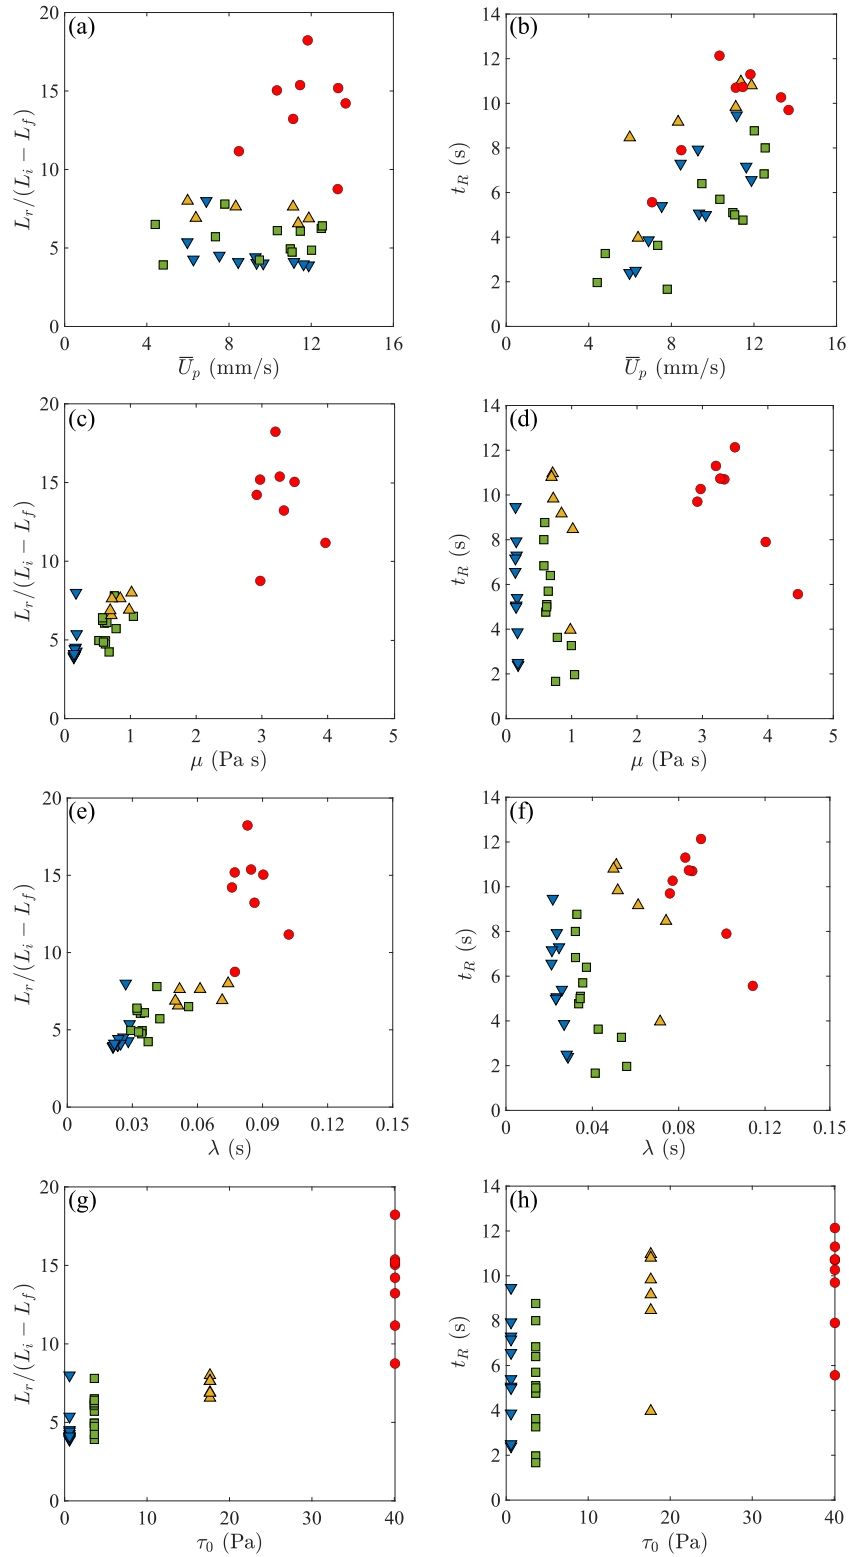 (a)
20
15
10
5
0
L_r/(L_i − L_f)
0 4 8 12 16
U̅_p (mm/s)
(b)
14
12
10
8
6
4
2
0
t_R (s)
0 4 8 12 16
U̅_p (mm/s)
(c)
20
15
10
5
0
L_r/(L_i − L_f)
0 1 2 3 4 5
μ (Pa s)
(d)
14
12
10
8
6
4
2
0
t_R (s)
0 1 2 3 4 5
μ (Pa s)
(e)
20
15
10
5
0
L_r/(L_i − L_f)
0 0.03 0.06 0.09 0.12 0.15
λ (s)
(f)
14
12
10
8
6
4
2
0
t_R (s)
0 0.04 0.08 0.12 0.15
λ (s)
(g)
20
15
10
5
0
L_r/(L_i − L_f)
0 10 20 30 40
τ_0 (Pa)
(h)
14
12
10
8
6
4
2
0
t_R (s)
0 10 20 30 40
τ_0 (Pa)